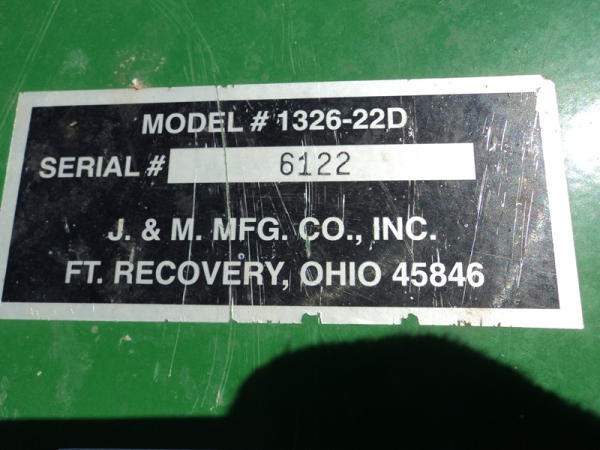 MODEL # 1326-22D
SERIAL # 6122
J. & M. MFG. CO., INC.
FT. RECOVERY, OHIO 45846